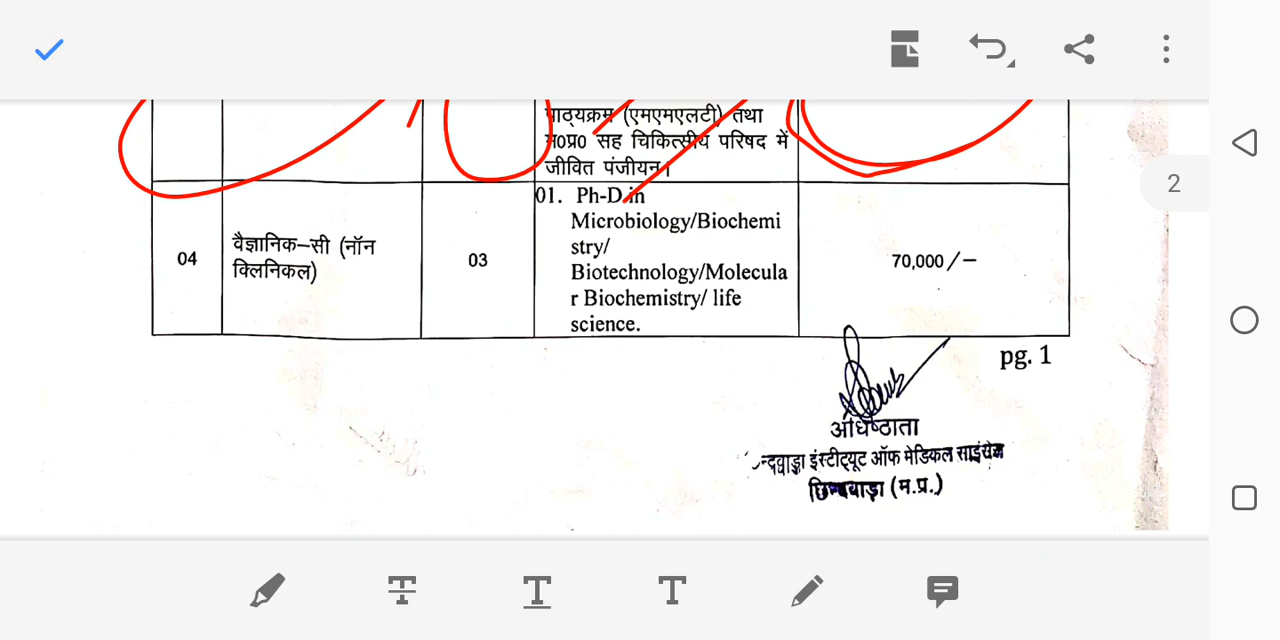 पाठ्यक्रम (एमएमएलटी) तथा
म0प्र0 सह चिकित्सीय परिषद में
जीवित पंजीयन।
2
04 वैज्ञानिक–सी (नॉन
क्लिनिकल)
03
01. Ph-D in
Microbiology/Biochemi
stry/
Biotechnology/Molecula
r Biochemistry/ life
science.
70,000/–
pg. 1
अधिष्ठाता
न्दवाड़ा इंस्टीट्यूट ऑफ मेडिकल साइंसेस
छिन्दवाड़ा (म.प्र.)